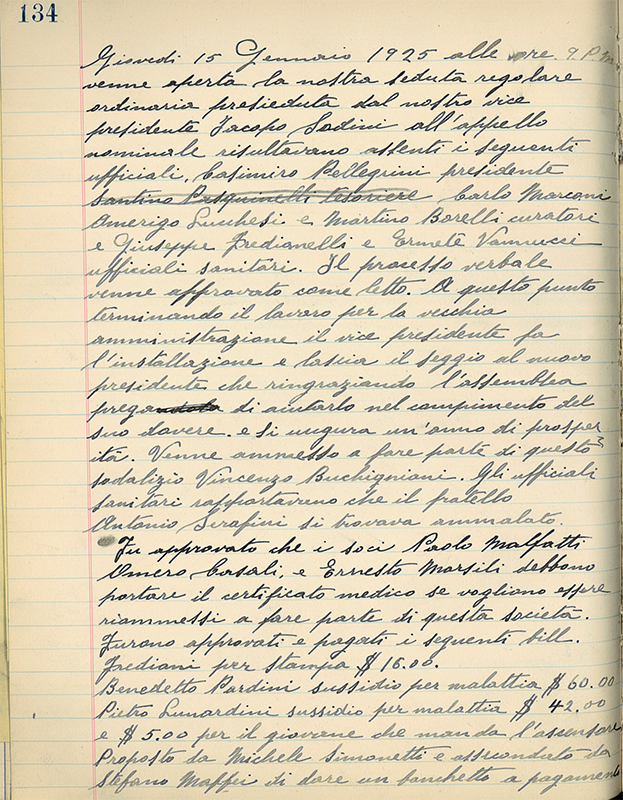 134
Giovedi 15 Gennaio 1925 alle ore 9. P.m
venne aperta la nostra seduta regolare
ordinaria presieduta dal nostro vice
presidente Jacopo Sodini all'appello
nominale risultavano assenti i seguenti
ufficiali, Casimiro Pellegrini presidente
Santino Pasquinelli tesoriere Carlo Marconi
Amerigo Lucchesi e Martino Borelli curatori
e Giuseppe Fredianelli e Ermete Vannucci
ufficiali sanitari. Il processo verbale
venne approvato come letto. A questo punto
terminando il lavoro per la vecchia
amministrazione il vice presidente fa
l'installazione e lascia il seggio al nuovo
presidente che ringraziando l'assemblea
pregandola di aiutarlo nel compimento del
suo dovere. e si ungura un'anno di prosper
ità. Venne ammesso a fare parte di questo
sodalizio Vincenzo Buchigniani. Gli ufficiali
sanitari rapportavano che il fratello
Antonio Serafini si trovava ammalato.
Fu approvato che i soci Paolo Malfatti
Omero Casali, e Ernesto Marsili debbono
portare il certificato medico se vogliono essere
riammessi a fare parte di questa società.
Furono approvati e pagati i seguenti bill.
Frediani per stampa $ 16.00.
Benedetto Pardini sussidio per malattia $ 60.00
Pietro Lunardini sussidio per malattia $ 42.00
e $ 5.00 per il giovane che manda l'ascensore
Proposto da Michele Simonetti e assecondato da
Stefano Maffei di dare un banchetto a pagamento